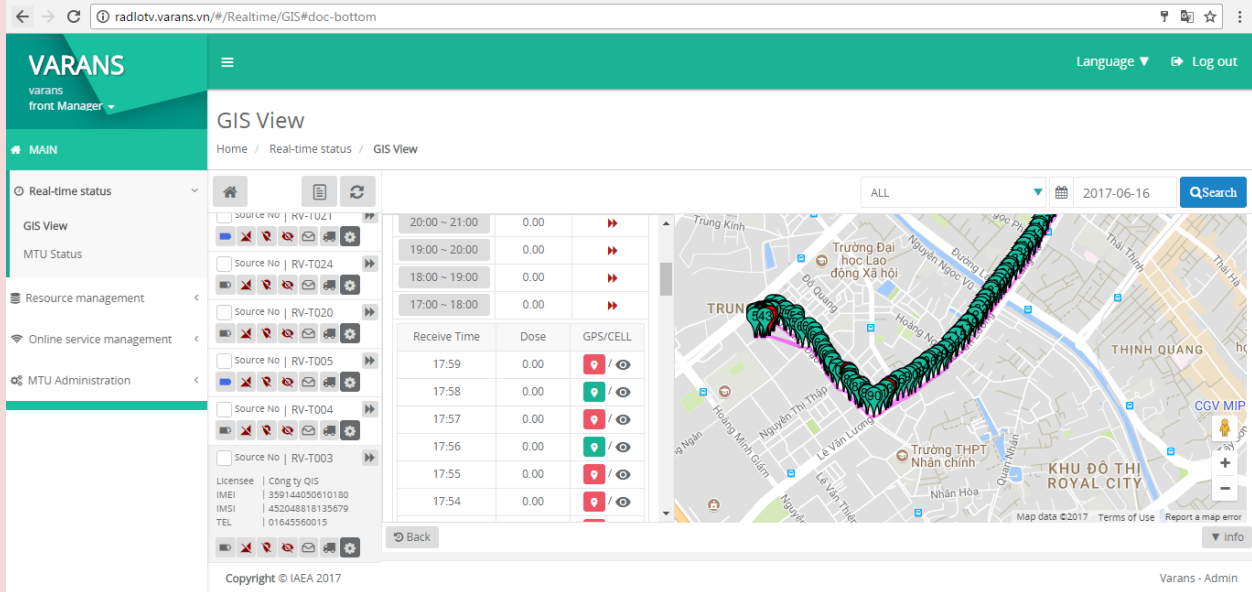 radlotv.varans.vn/#/Realtime/GIS#doc-bottom
VARANS
varans
front Manager
Language ▼ Log out
GIS View
Home / Real-time status / GIS View
MAIN
Real-time status
GIS View
MTU Status
Resource management
Online service management
MTU Administration
ALL
2017-06-16
Search
Source No | RV-T021
Source No | RV-T024
Source No | RV-T020
Source No | RV-T005
Source No | RV-T004
Source No | RV-T003
Licensee | Công ty QIS
IMEI | 359144050610180
IMSI | 452048818135679
TEL | 01645560015
20:00 ~ 21:00 0.00
19:00 ~ 20:00 0.00
18:00 ~ 19:00 0.00
17:00 ~ 18:00 0.00
Receive Time Dose GPS/CELL
17:59 0.00 /
17:58 0.00 /
17:57 0.00 /
17:56 0.00 /
17:55 0.00 /
17:54 0.00 /
Back
Trung Kính
Trường Đại
học Lao
động Xã hội
Nguyễn Ngọc Vũ
Đường Láng
Thái Thịnh
Thái Hà
Đỗ Quang
TRUNG
543
Hoàng
THỊNH QUANG
CGV MIP
90
Nguyễn Thị Thập
Hoàng Minh Giám
Lê Văn Lương
Trường THPT
Nhân chính
Quan Nhân
KHU ĐÔ THỊ
ROYAL CITY
Lê Văn Thiêm
Nhân Hòa
Map data ©2017 Terms of Use Report a map error
▼ info
Copyright © IAEA 2017
Varans - Admin